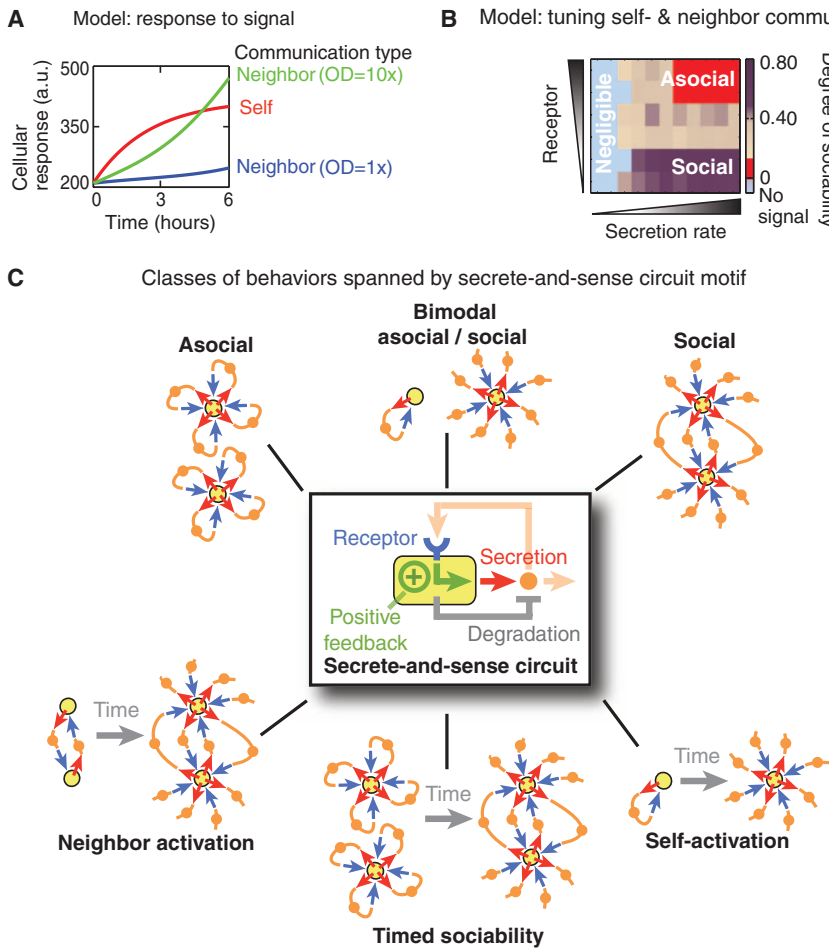 A Model: response to signal
Communication type
Neighbor (OD=10x)
Self
Neighbor (OD=1x)
Cellular
response (a.u.)
500
350
200
0
3
6
Time (hours)
B Model: tuning self- & neighbor commu
Receptor
Negligible
Asocial
Social
0.80
0.40
0
No
signal
Degree of sociability
Secretion rate
C Classes of behaviors spanned by secrete-and-sense circuit motif
Asocial
Bimodal
asocial / social
Social
Receptor
Secretion
+
Positive
feedback
Degradation
Secrete-and-sense circuit
Time
Neighbor activation
Time
Timed sociability
Time
Self-activation